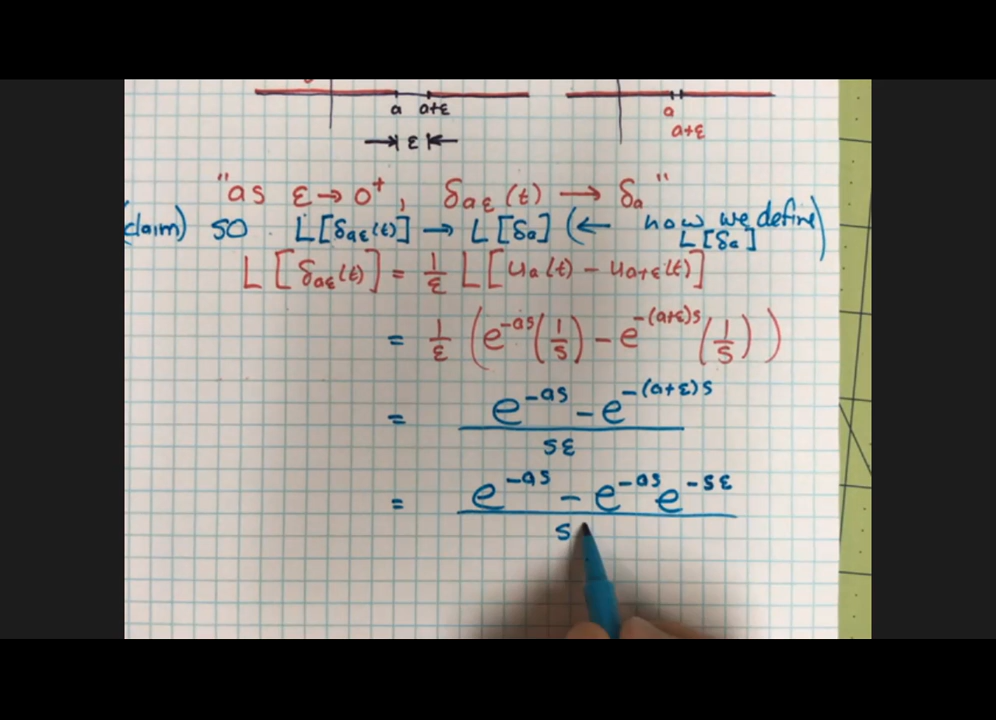 a a+ε
ε
a
a+ε
"as ε → 0⁺, δₐε(t) → δₐ"
(claim) so L[δₐε(t)] → L[δₐ] (← how we define L[δₐ])
L[δₐε(t)] = 1/ε L[uₐ(t) - uₐ₊ε(t)]
= 1/ε (e^-as (1/s) - e^-(a+ε)s (1/s))
= (e^-as - e^-(a+ε)s)/sε
= (e^-as - e^-as e^-sε)/s